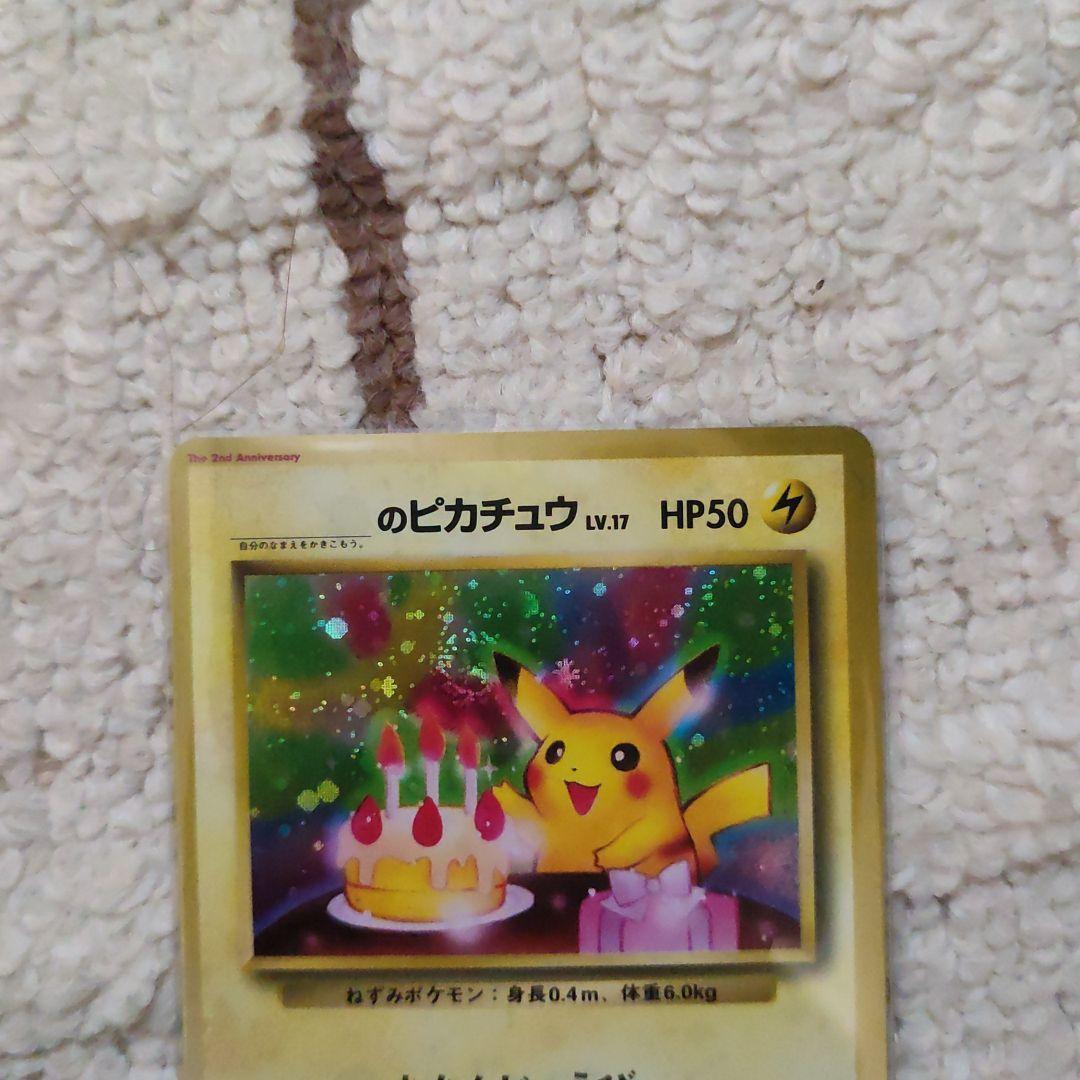 The 2nd Anniversary
のピカチュウ LV.17 HP50
自分のなまえをかきこもう。
ねずみポケモン：身長0.4m、体重6.0kg